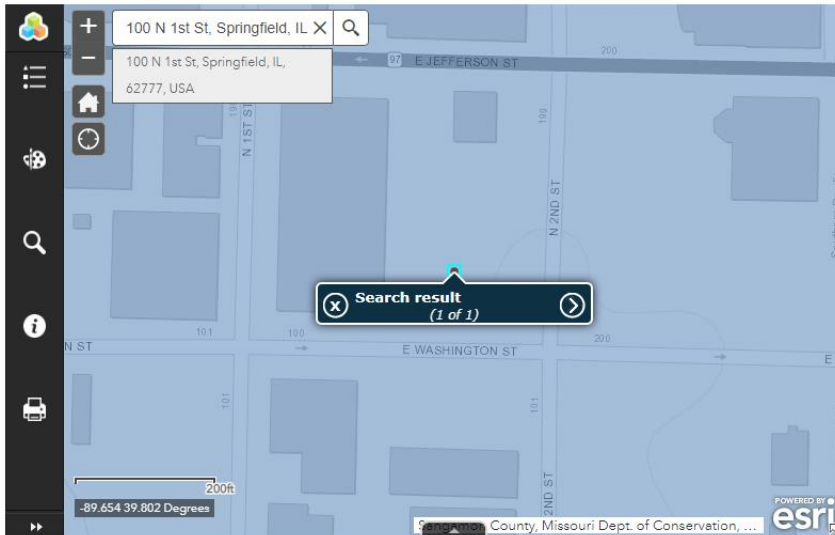 100 N 1st St, Springfield, IL
100 N 1st St, Springfield, IL,
62777, USA
97
E JEFFERSON ST
200
N 1ST ST
199
N 2ND ST
Search result
(1 of 1)
101
100
200
N ST
E WASHINGTON ST
E
101
101
2ND ST
200ft
-89.654 39.802 Degrees
POWERED BY
esri
County, Missouri Dept. of Conservation, ...